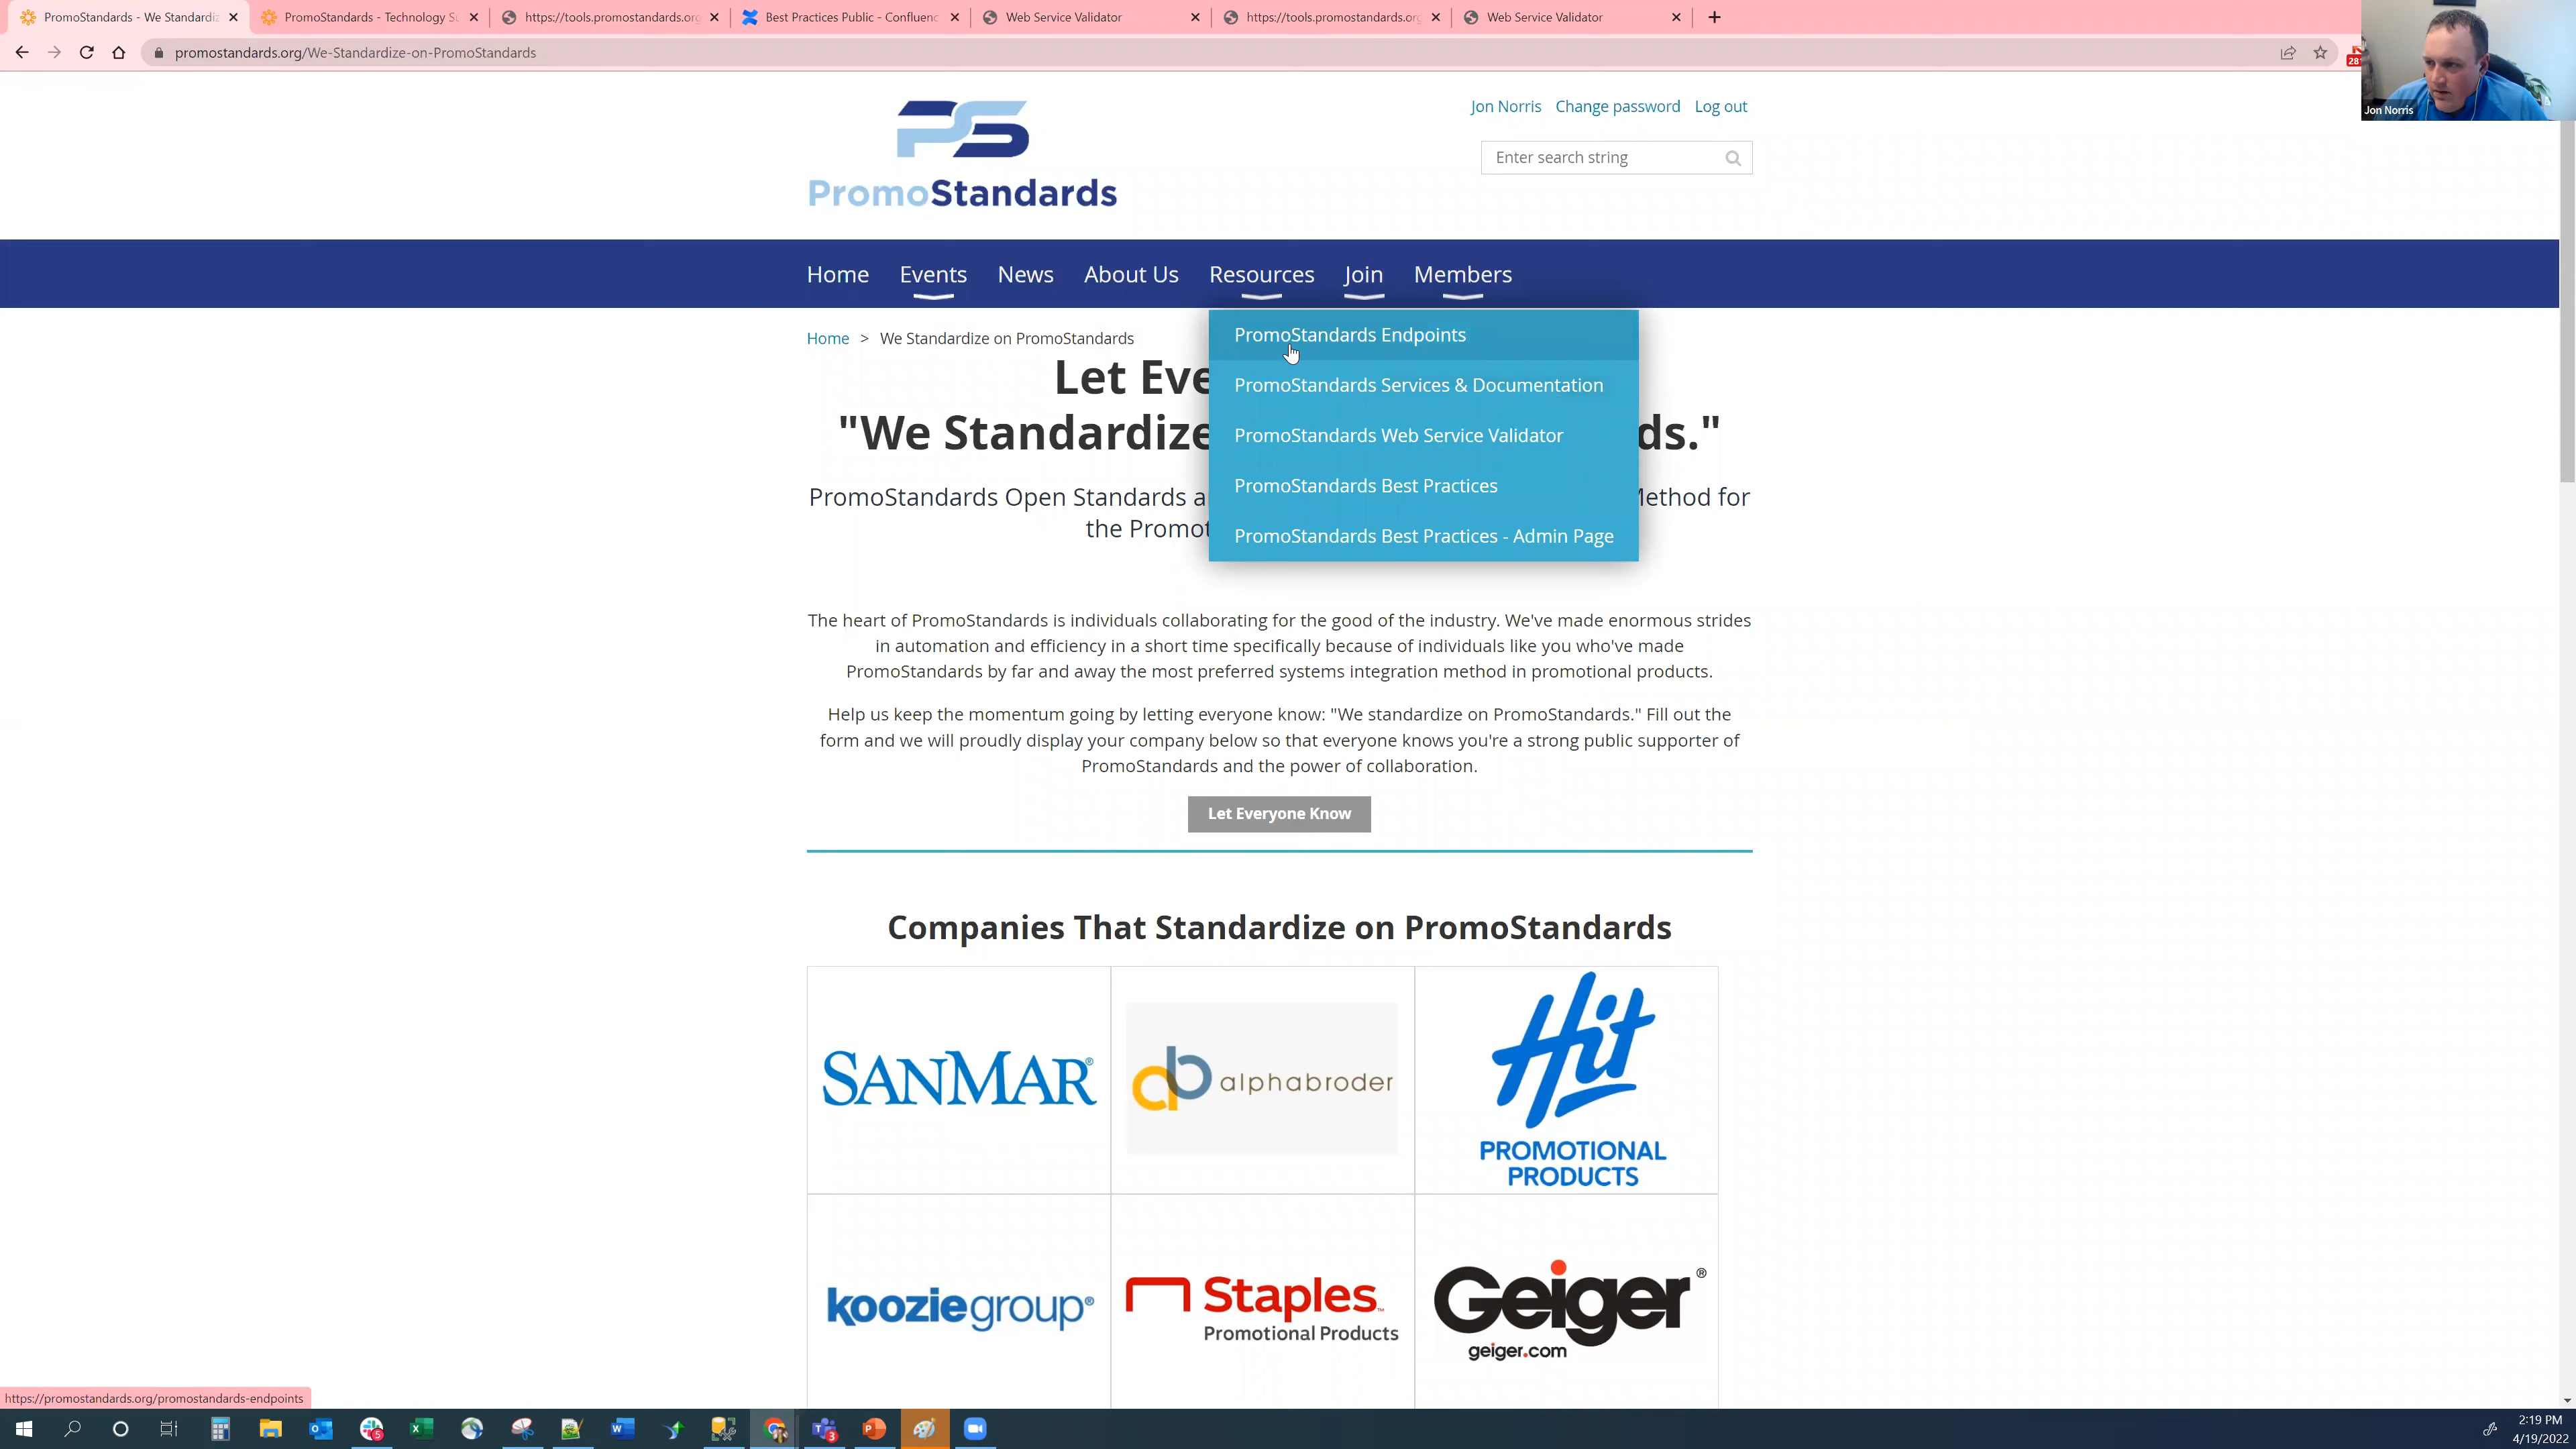 PromoStandards - We Standardiz
PromoStandards - Technology Su
https://tools.promostandards.org
Best Practices Public - Confluenc
Web Service Validator
https://tools.promostandards.org
Web Service Validator
promostandards.org/We-Standardize-on-PromoStandards
281
Jon Norris
PS
PromoStandards
Jon Norris Change password Log out
Enter search string
Home Events News About Us Resources Join Members
PromoStandards Endpoints
PromoStandards Services & Documentation
PromoStandards Web Service Validator
PromoStandards Best Practices
PromoStandards Best Practices - Admin Page
Home > We Standardize on PromoStandards
Let Eve
"We Standardize ds."
PromoStandards Open Standards a Method for
the Promot
The heart of PromoStandards is individuals collaborating for the good of the industry. We've made enormous strides
in automation and efficiency in a short time specifically because of individuals like you who've made
PromoStandards by far and away the most preferred systems integration method in promotional products.
Help us keep the momentum going by letting everyone know: "We standardize on PromoStandards." Fill out the
form and we will proudly display your company below so that everyone knows you're a strong public supporter of
PromoStandards and the power of collaboration.
Let Everyone Know
Companies That Standardize on PromoStandards
SANMAR®
ab alphabroder
Hit
PROMOTIONAL
PRODUCTS
kooziegroup®
Staples™
Promotional Products
Geiger®
geiger.com
https://promostandards.org/promostandards-endpoints
5
3
2:19 PM
4/19/2022